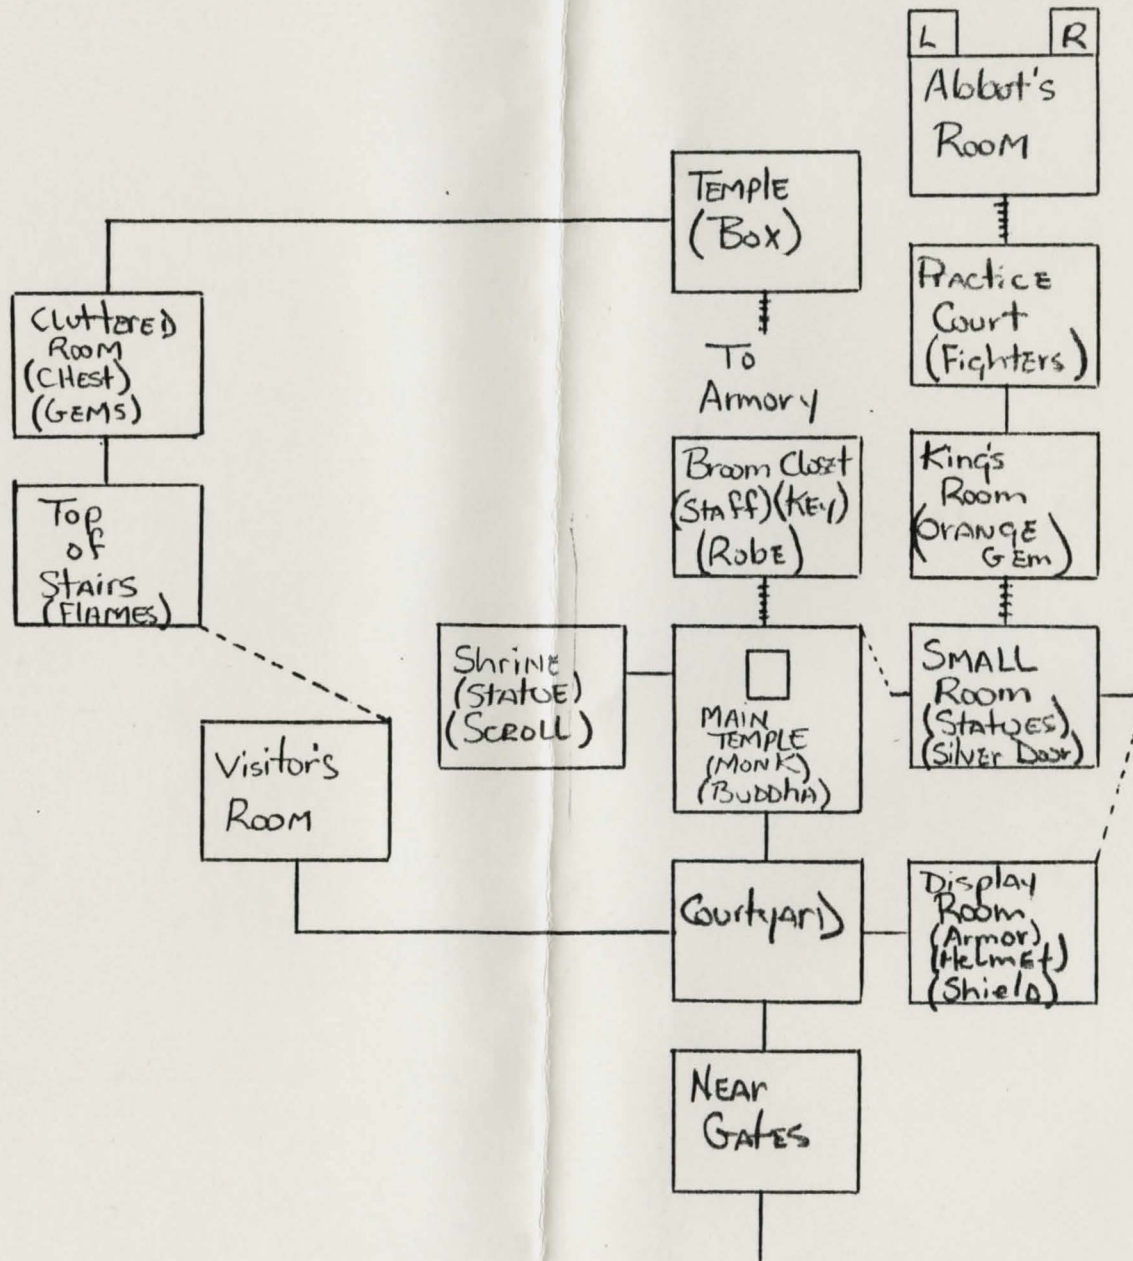 L
R
Abbot's
Room
TEMPLE
(Box)
Practice
Court
(Fighters)
Cluttered
Room
(CHEST)
(GEMS)
To
Armory
Broom Closet
(Staff) (KEY)
(Robe)
King's
Room
(ORANGE
GEM)
Top
of
Stairs
(FLAMES)
Shrine
(STATUE)
(SCROLL)
MAIN
TEMPLE
(MONK)
(BUDDHA)
SMALL
Room
(STATUES)
(Silver Door)
Visitor's
Room
Courtyard
Display
Room
(Armor)
(Helmet)
(Shield)
NEAR
GATES